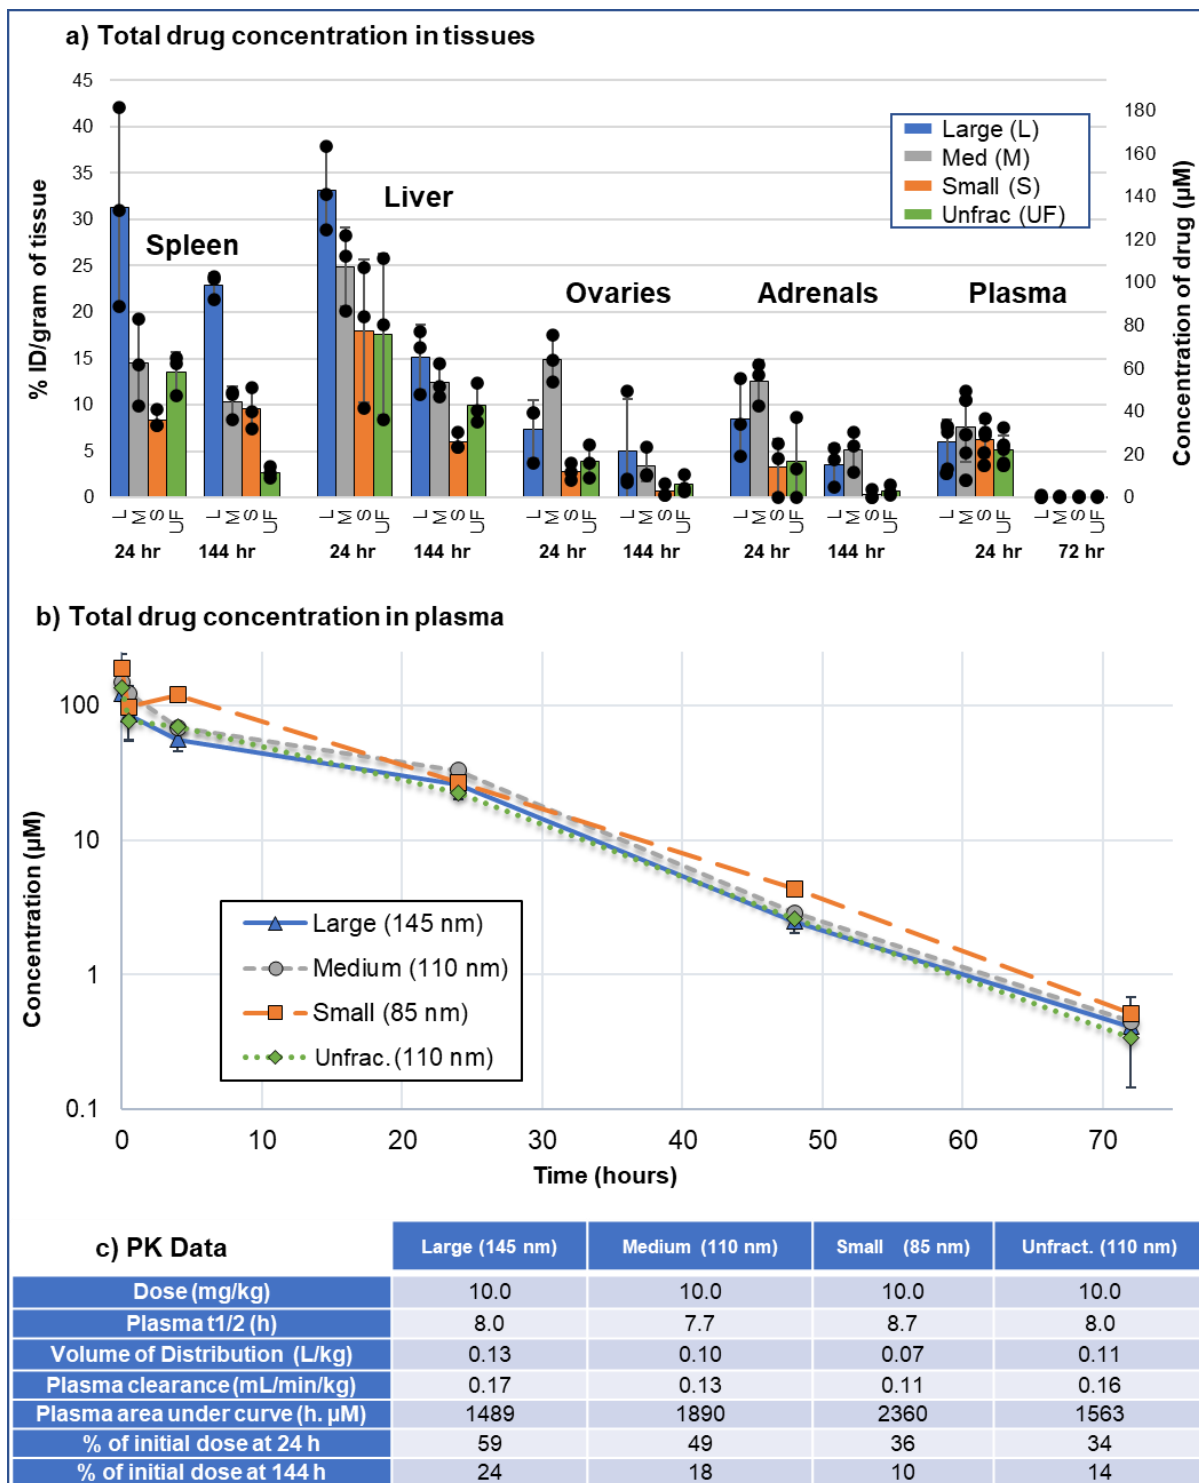 a) Total drug concentration in tissues
45
40
35
30
25
20
15
10
5
0
% ID/gram of tissue
180
160
140
120
100
80
60
40
20
0
Concentration of drug (µM)
Large (L)
Med (M)
Small (S)
Unfrac (UF)
Spleen
Liver
Ovaries
Adrenals
Plasma
L M S UF L M S UF L M S UF L M S UF L M S UF L M S UF L M S UF L M S UF L M S UF L M S UF
24 hr 144 hr 24 hr 144 hr 24 hr 144 hr 24 hr 144 hr 24 hr 72 hr
b) Total drug concentration in plasma
100
10
1
0.1
Concentration (µM)
Large (145 nm)
Medium (110 nm)
Small (85 nm)
Unfrac. (110 nm)
0 10 20 30 40 50 60 70
Time (hours)
c) PK Data Large (145 nm) Medium (110 nm) Small (85 nm) Unfract. (110 nm)
Dose (mg/kg) 10.0 10.0 10.0 10.0
Plasma t1/2 (h) 8.0 7.7 8.7 8.0
Volume of Distribution (L/kg) 0.13 0.10 0.07 0.11
Plasma clearance (mL/min/kg) 0.17 0.13 0.11 0.16
Plasma area under curve (h. µM) 1489 1890 2360 1563
% of initial dose at 24 h 59 49 36 34
% of initial dose at 144 h 24 18 10 14